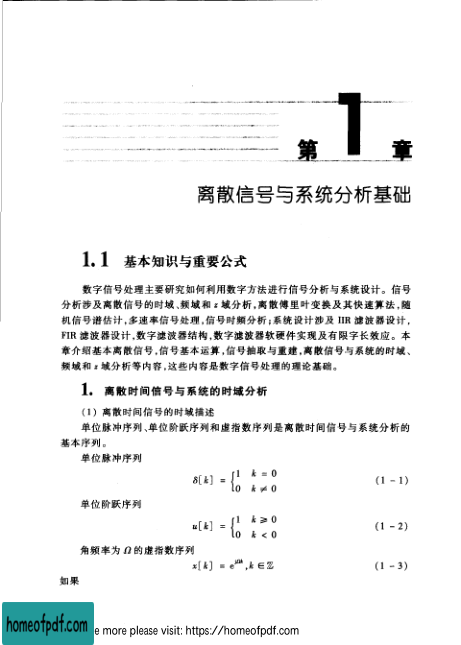 第1章
离散信号与系统分析基础
1.1 基本知识与重要公式
数字信号处理主要研究如何利用数字方法进行信号分析与系统设计。信号
分析涉及离散信号的时域、频域和 z 域分析,离散傅里叶变换及其快速算法,随
机信号谱估计,多速率信号处理,信号时频分析;系统设计涉及 IIR 滤波器设计,
FIR 滤波器设计,数字滤波器结构,数字滤波器软硬件实现及有限字长效应。本
章介绍基本离散信号,信号基本运算,信号抽取与重建,离散信号与系统的时域、
频域和 z 域分析等内容,这些内容是数字信号处理的理论基础。
1. 离散时间信号与系统的时域分析
(1) 离散时间信号的时域描述
单位脉冲序列、单位阶跃序列和虚指数序列是离散时间信号与系统分析的
基本序列。
单位脉冲序列
δ[k] = {1 k = 0
0 k ≠ 0 (1-1)
单位阶跃序列
u[k] = {1 k ≥ 0
0 k < 0 (1-2)
角频率为 Ω 的虚指数序列
x[k] = e^{jΩk}, k ∈ ℤ (1-3)
如果
homeofpdf.com
e more please visit: https://homeofpdf.com